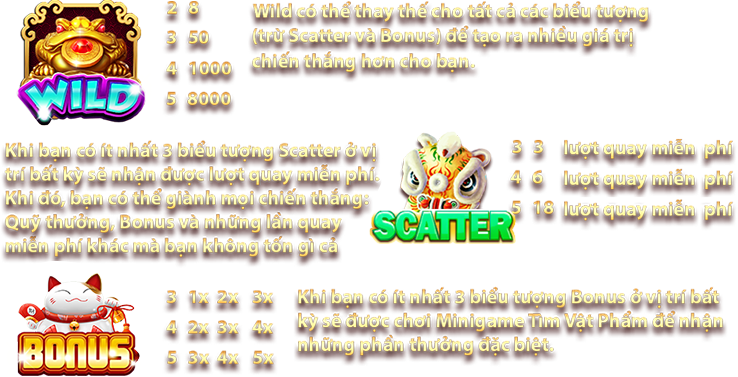 WILD
2 8
3 50
4 1000
5 8000
Wild có thể thay thế cho tất cả các biểu tượng
(trừ Scatter và Bonus) để tạo ra nhiều giá trị
chiến thắng hơn cho bạn.
Khi bạn có ít nhất 3 biểu tượng Scatter ở vị
trí bất kỳ sẽ nhận được lượt quay miễn phí.
Khi đó, bạn có thể giành mọi chiến thắng:
Quỹ thưởng, Bonus và những lần quay
miễn phí khác mà bạn không tốn gì cả
SCATTER
3 3 lượt quay miễn phí
4 6 lượt quay miễn phí
5 18 lượt quay miễn phí
BONUS
3 1x 2x 3x
4 2x 3x 4x
5 3x 4x 5x
Khi bạn có ít nhất 3 biểu tượng Bonus ở vị trí bất
kỳ sẽ được chơi Minigame Tìm Vật Phẩm để nhận
những phần thưởng đặc biệt.